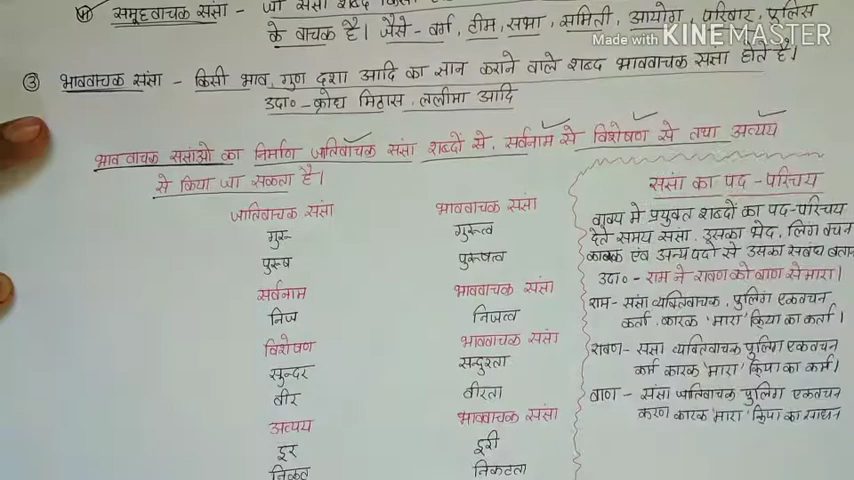 समूहवाचक संज्ञा - जो संज्ञा शब्द
के वाचक है। जैसे - वर्ग, टीम, सभा, समिती, आयोग, परिवार, पुलिस
Made with KINEMASTER
③ भाववाचक संज्ञा - किसी भाव, गुण दशा आदि का ज्ञान कराने वाले शब्द भाववाचक संज्ञा होते है।
उदा० - क्रोध मिठास, ललीमा आदि
भाव वाचक संज्ञाओ का निर्माण जातिवाचक संज्ञा शब्दों से, सर्वनाम से विशेषण से तथा अव्यय
से किया जा सकता है।
जातिवाचक संज्ञा भाववाचक संज्ञा
गुरू गुरूत्व
पुरूष पुरूषत्व
सर्वनाम भाववाचक संज्ञा
निज निजत्व
विशेषण भाववाचक संज्ञा
सुन्दर सन्दुरता
वीर वीरता
अव्यय भाववाचक संज्ञा
दूर दूरी
निकट निकटता
संज्ञा का पद - परिचय
वाक्य मे प्रयुक्त शब्दों का पद - परिचय
देते समय संज्ञा, उसका भेद, लिंग वचन
कारक एंव अन्य पदो से उसका संबंध बताना
उदा० - राम ने रावण को बाण से मारा।
राम - संज्ञा व्यक्तिवाचक, पुलिंग एकवचन
कर्ता कारक 'मारा' क्रिया का कर्ता।
रावण - संज्ञा व्यक्तिवाचक पुलिंग एकवचन
कर्म कारक 'मारा' क्रिया का कर्म।
बाण - संज्ञा जातिवाचक पुलिंग एकवचन
करण कारक 'मारा' क्रिया का साधन